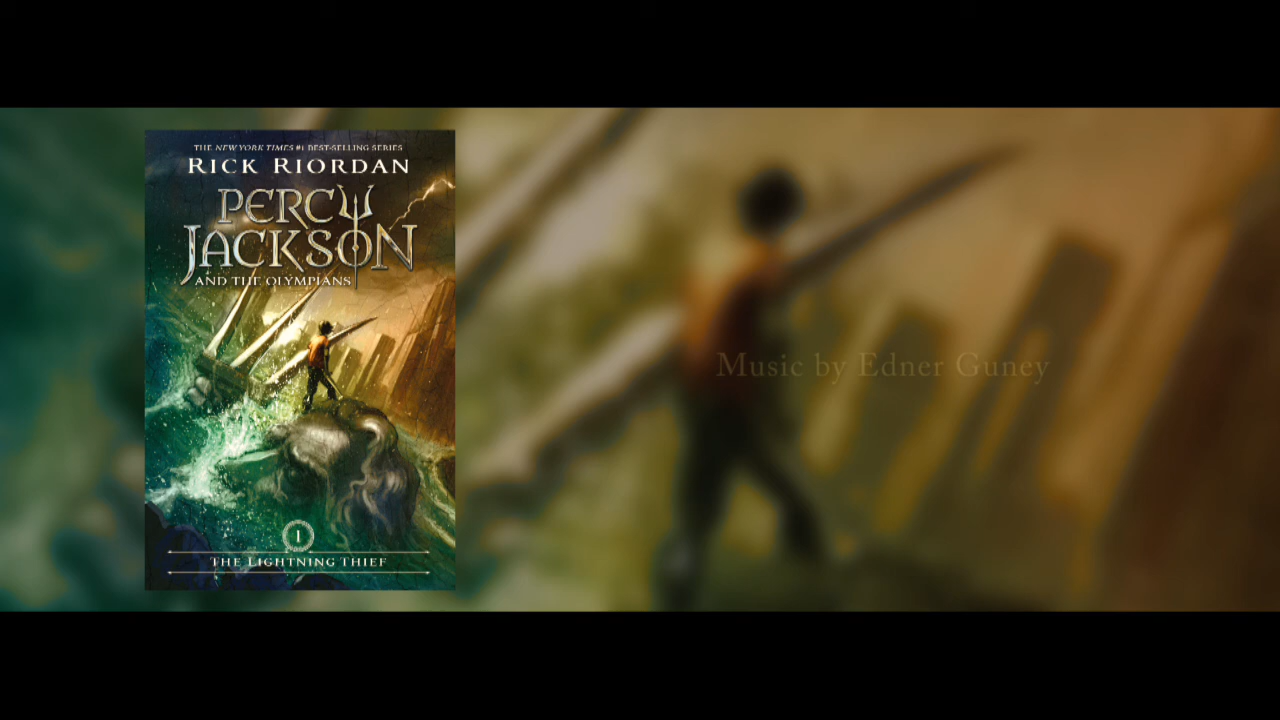 THE NEW YORK TIMES #1 BEST-SELLING SERIES
RICK RIORDAN
PERCY
JACKSON
AND THE OLYMPIANS
I
THE LIGHTNING THIEF
Music by Edner Guney